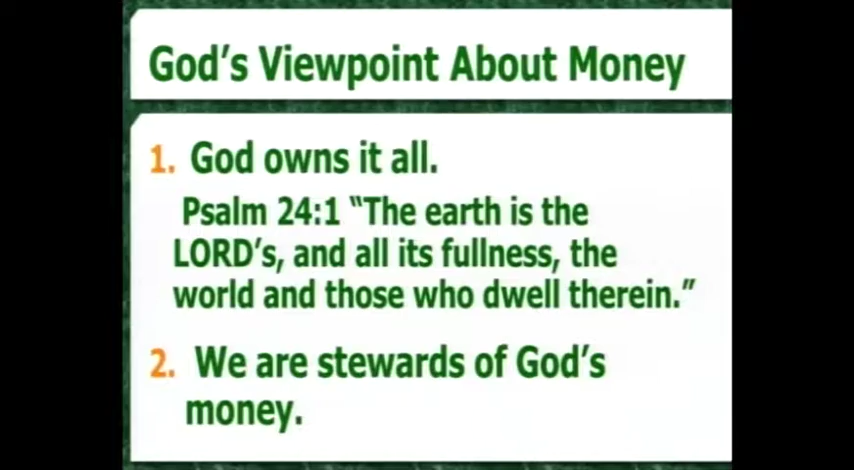 God's Viewpoint About Money
1. God owns it all.
Psalm 24:1 “The earth is the
LORD's, and all its fullness, the
world and those who dwell therein.”
2. We are stewards of God's
money.